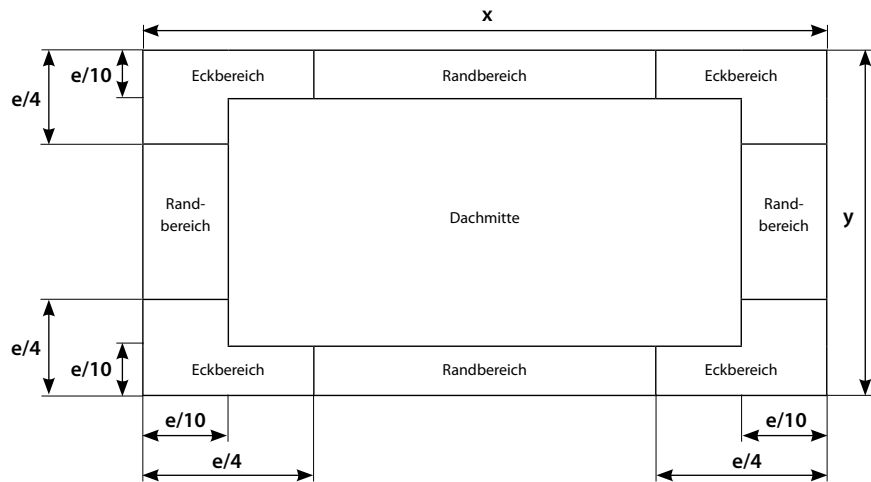 x
e/10
Eckbereich
Randbereich
Eckbereich
e/4
Rand-
bereich
Dachmitte
Rand-
bereich
y
e/4
e/10
Eckbereich
Randbereich
Eckbereich
e/10
e/10
e/4
e/4